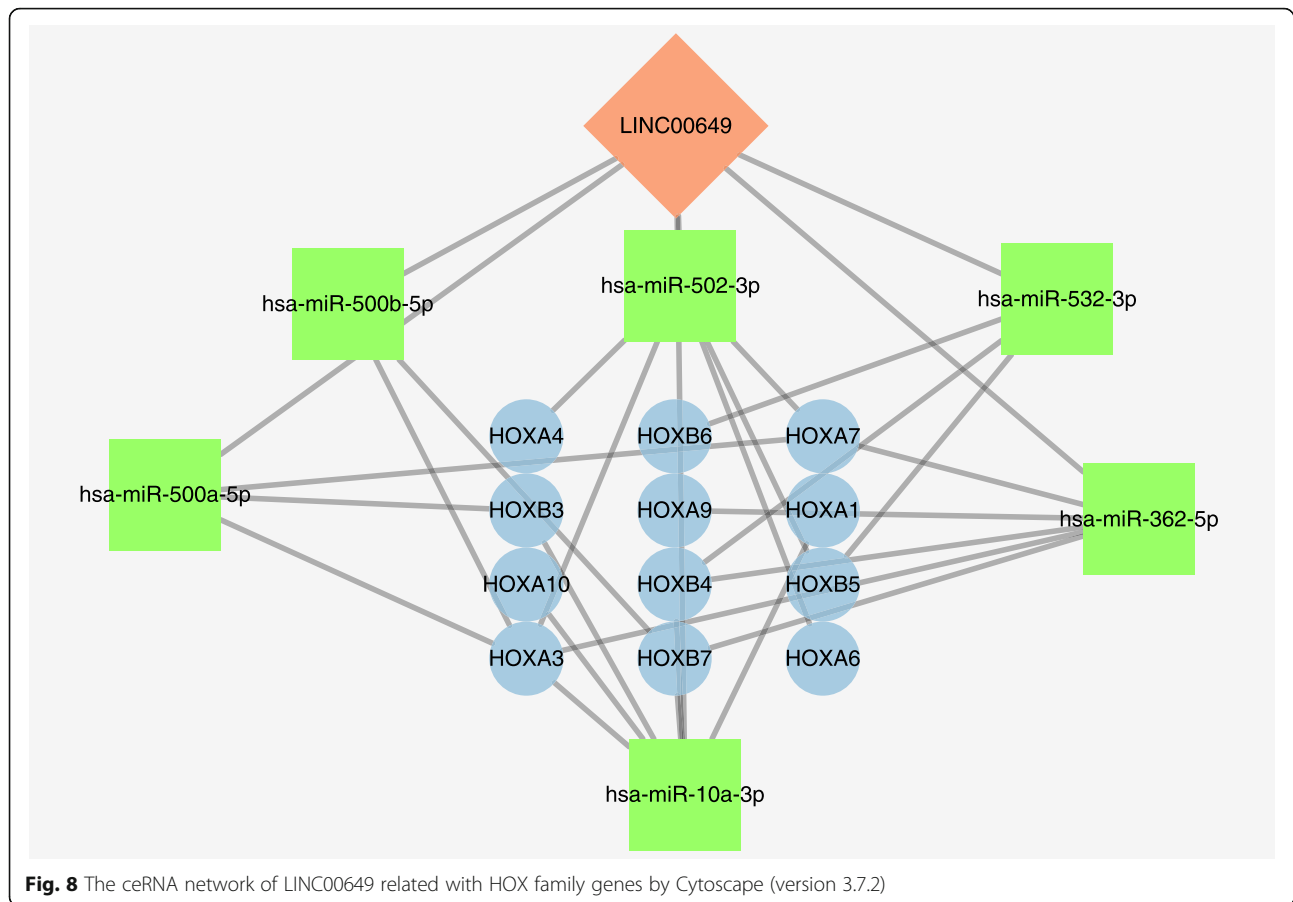 LINC00649
hsa-miR-502-3p
hsa-miR-532-3p
hsa-miR-500b-5p
HOXA4
HOXB6
HOXA7
hsa-miR-500a-5p
HOXB3
HOXA9
HOXA1
hsa-miR-362-5p
HOXA10
HOXB4
HOXB5
HOXA3
HOXB7
HOXA6
hsa-miR-10a-3p
Fig. 8 The ceRNA network of LINC00649 related with HOX family genes by Cytoscape (version 3.7.2)